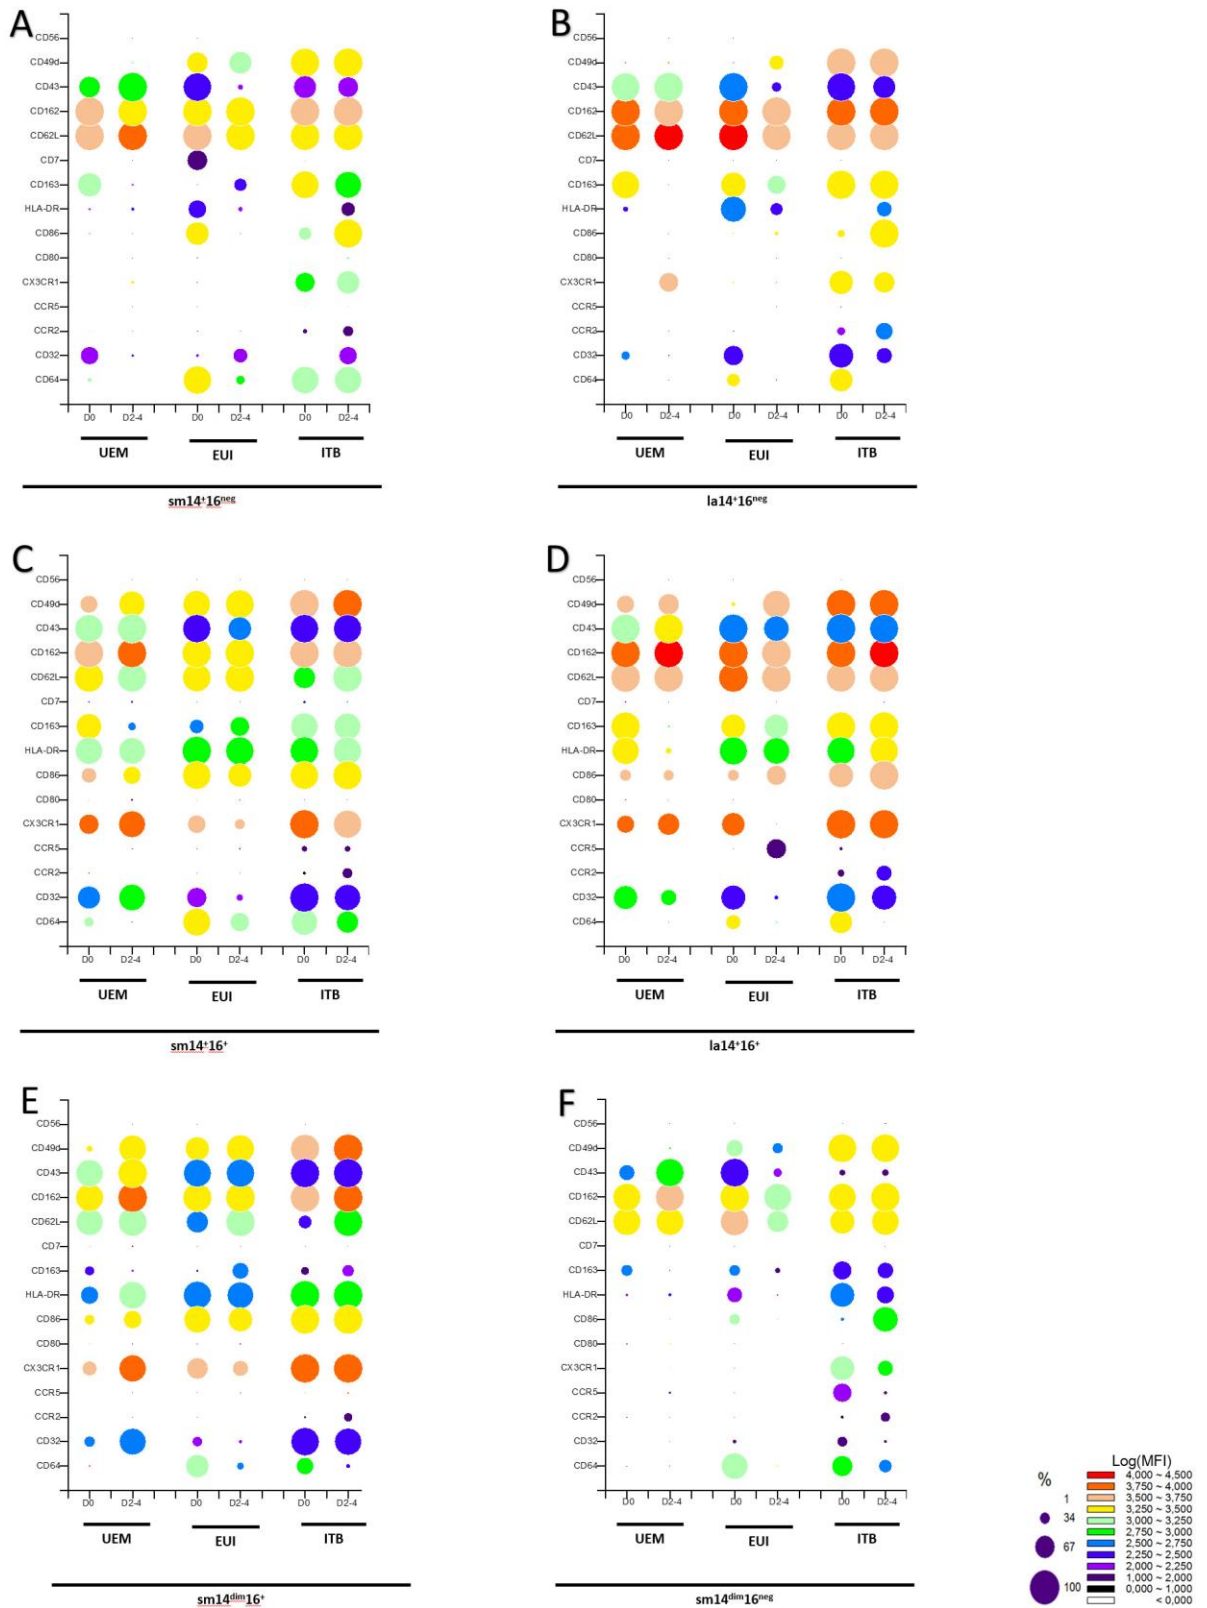 A
CD56
CD49d
CD43
CD162
CD62L
CD7
CD163
HLA-DR
CD86
CD80
CX3CR1
CCR5
CCR2
CD32
CD64
D0 D2-4 D0 D2-4 D0 D2-4
UEM EUI ITB
sm14⁺16ⁿᵉᵍ
B
CD56
CD49d
CD43
CD162
CD62L
CD7
CD163
HLA-DR
CD86
CD80
CX3CR1
CCR5
CCR2
CD32
CD64
D0 D2-4 D0 D2-4 D0 D2-4
UEM EUI ITB
la14⁺16ⁿᵉᵍ
C
CD56
CD49d
CD43
CD162
CD62L
CD7
CD163
HLA-DR
CD86
CD80
CX3CR1
CCR5
CCR2
CD32
CD64
D0 D2-4 D0 D2-4 D0 D2-4
UEM EUI ITB
sm14⁺16⁺
D
CD56
CD49d
CD43
CD162
CD62L
CD7
CD163
HLA-DR
CD86
CD80
CX3CR1
CCR5
CCR2
CD32
CD64
D0 D2-4 D0 D2-4 D0 D2-4
UEM EUI ITB
la14⁺16⁺
E
CD56
CD49d
CD43
CD162
CD62L
CD7
CD163
HLA-DR
CD86
CD80
CX3CR1
CCR5
CCR2
CD32
CD64
D0 D2-4 D0 D2-4 D0 D2-4
UEM EUI ITB
sm14ᵈⁱᵐ16⁺
F
CD56
CD49d
CD43
CD162
CD62L
CD7
CD163
HLA-DR
CD86
CD80
CX3CR1
CCR5
CCR2
CD32
CD64
D0 D2-4 D0 D2-4 D0 D2-4
UEM EUI ITB
sm14ᵈⁱᵐ16ⁿᵉᵍ
%
1
34
67
100
Log(MFI)
4,000 ~ 4,500
3,750 ~ 4,000
3,500 ~ 3,750
3,250 ~ 3,500
3,000 ~ 3,250
2,750 ~ 3,000
2,500 ~ 2,750
2,250 ~ 2,500
2,000 ~ 2,250
1,000 ~ 2,000
0,000 ~ 1,000
< 0,000